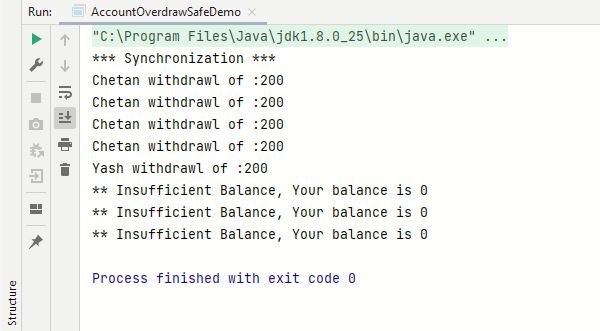 Run: AccountOverdrawSafeDemo
"C:\Program Files\Java\jdk1.8.0_25\bin\java.exe" ...
*** Synchronization ***
Chetan withdrawl of :200
Chetan withdrawl of :200
Chetan withdrawl of :200
Chetan withdrawl of :200
Yash withdrawl of :200
** Insufficient Balance, Your balance is 0
** Insufficient Balance, Your balance is 0
** Insufficient Balance, Your balance is 0
Process finished with exit code 0
Structure